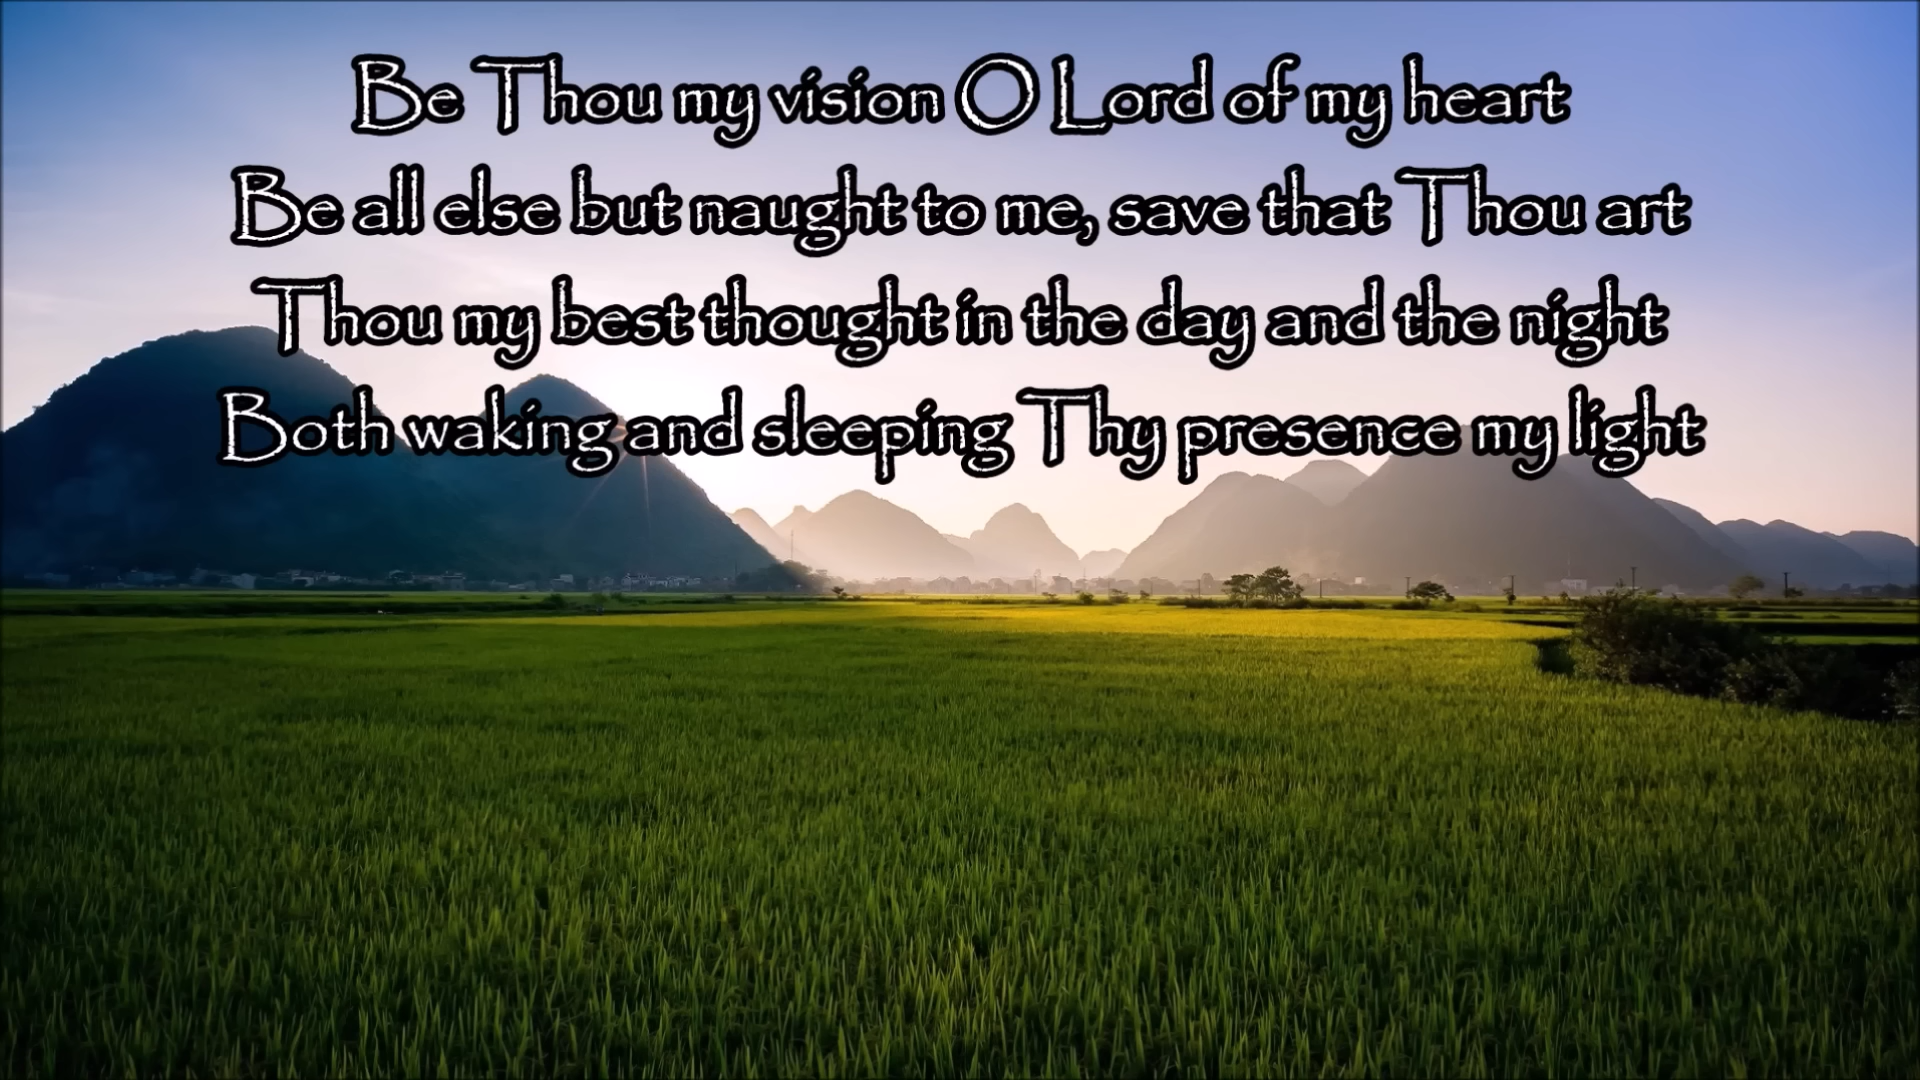 Be Thou my vision O Lord of my heart
Be all else but naught to me, save that Thou art
Thou my best thought in the day and the night
Both waking and sleeping Thy presence my light